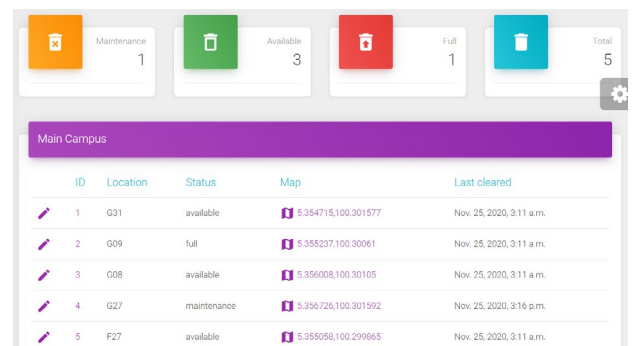 Maintenance
1
Available
3
Full
1
Total
5
Main Campus
ID Location Status Map Last cleared
1 G31 available 5.354715,100.301577 Nov. 25, 2020, 3:11 a.m.
2 G09 full 5.355237,100.30061 Nov. 25, 2020, 3:11 a.m.
3 G08 available 5.356008,100.30105 Nov. 25, 2020, 3:11 a.m.
4 G27 maintenance 5.356726,100.301592 Nov. 25, 2020, 3:16 p.m.
5 F27 available 5.355058,100.299865 Nov. 25, 2020, 3:11 a.m.